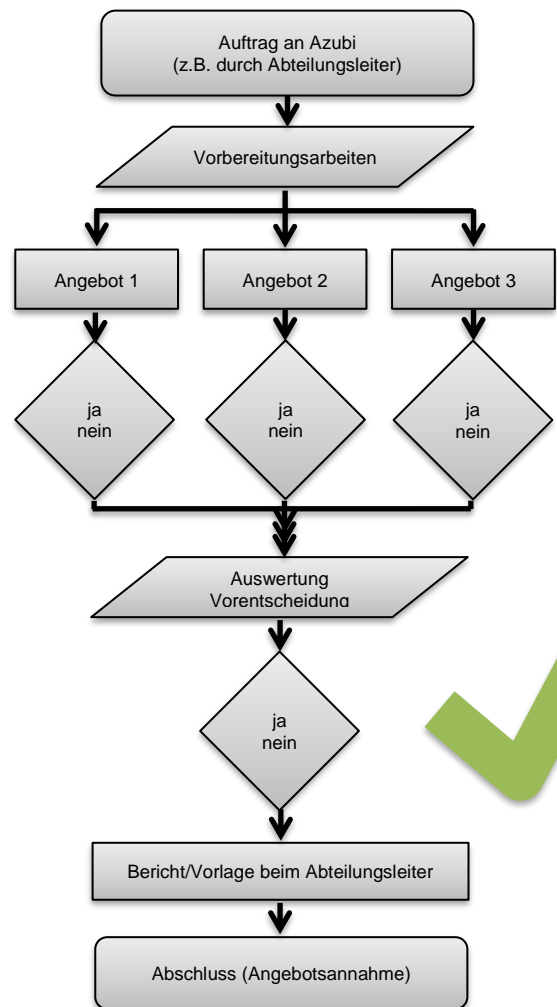 Auftrag an Azubi
(z.B. durch Abteilungsleiter)
Vorbereitungsarbeiten
Angebot 1
Angebot 2
Angebot 3
ja
nein
ja
nein
ja
nein
Auswertung
Vorentscheidung
ja
nein
Bericht/Vorlage beim Abteilungsleiter
Abschluss (Angebotsannahme)